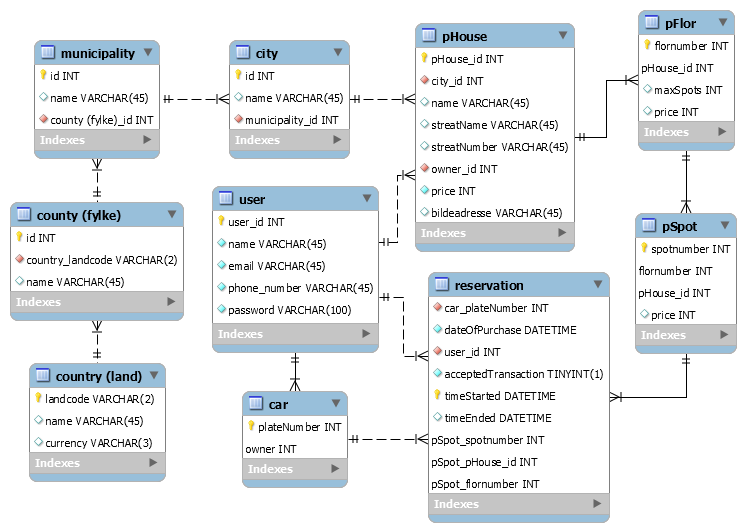 municipality
id INT
name VARCHAR(45)
county (fylke)_id INT
Indexes
city
id INT
name VARCHAR(45)
municipality_id INT
Indexes
pHouse
pHouse_id INT
city_id INT
name VARCHAR(45)
streatName VARCHAR(45)
streatNumber VARCHAR(45)
owner_id INT
price INT
bildeadresse VARCHAR(45)
Indexes
pFlor
flornumber INT
pHouse_id INT
maxSpots INT
price INT
Indexes
county (fylke)
id INT
country_landcode VARCHAR(2)
name VARCHAR(45)
Indexes
user
user_id INT
name VARCHAR(45)
email VARCHAR(45)
phone_number VARCHAR(45)
password VARCHAR(100)
Indexes
pSpot
spotnumber INT
flornumber INT
pHouse_id INT
price INT
Indexes
reservation
car_plateNumber INT
dateOfPurchase DATETIME
user_id INT
acceptedTransaction TINYINT(1)
timeStarted DATETIME
timeEnded DATETIME
pSpot_spotnumber INT
pSpot_pHouse_id INT
pSpot_flornumber INT
Indexes
country (land)
landcode VARCHAR(2)
name VARCHAR(45)
currency VARCHAR(3)
Indexes
car
plateNumber INT
owner INT
Indexes